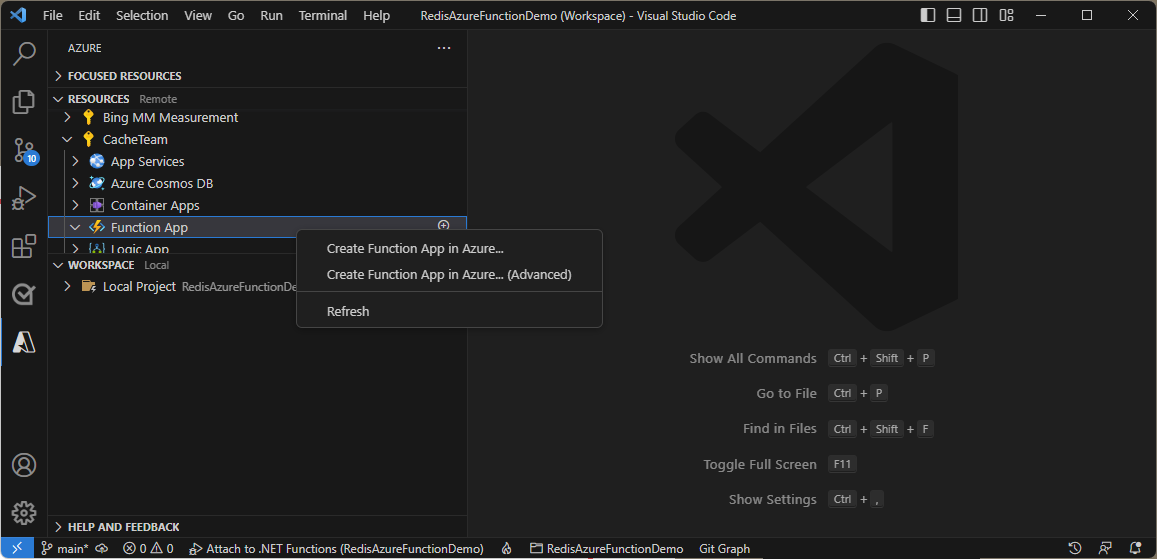 File Edit Selection View Go Run Terminal Help RedisAzureFunctionDemo (Workspace) - Visual Studio Code
AZURE
FOCUSED RESOURCES
RESOURCES Remote
Bing MM Measurement
CacheTeam
App Services
Azure Cosmos DB
Container Apps
Function App
Logic App
WORKSPACE Local
Local Project RedisAzureFunctionDe
Create Function App in Azure...
Create Function App in Azure... (Advanced)
Refresh
10
Show All Commands Ctrl + Shift + P
Go to File Ctrl + P
Find in Files Ctrl + Shift + F
Toggle Full Screen F11
Show Settings Ctrl + ,
HELP AND FEEDBACK
main* 0 0 Attach to .NET Functions (RedisAzureFunctionDemo) RedisAzureFunctionDemo Git Graph